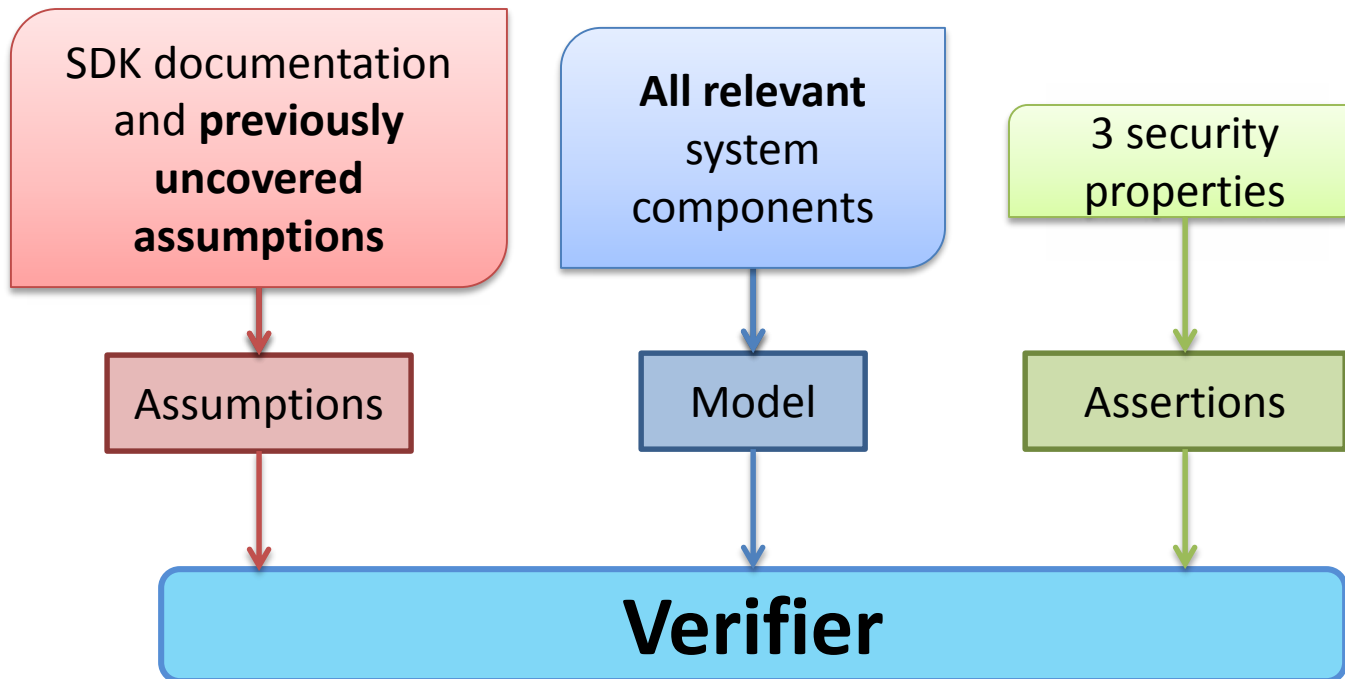 SDK documentation
and previously
uncovered
assumptions
All relevant
system
components
3 security
properties
Assumptions
Model
Assertions
Verifier